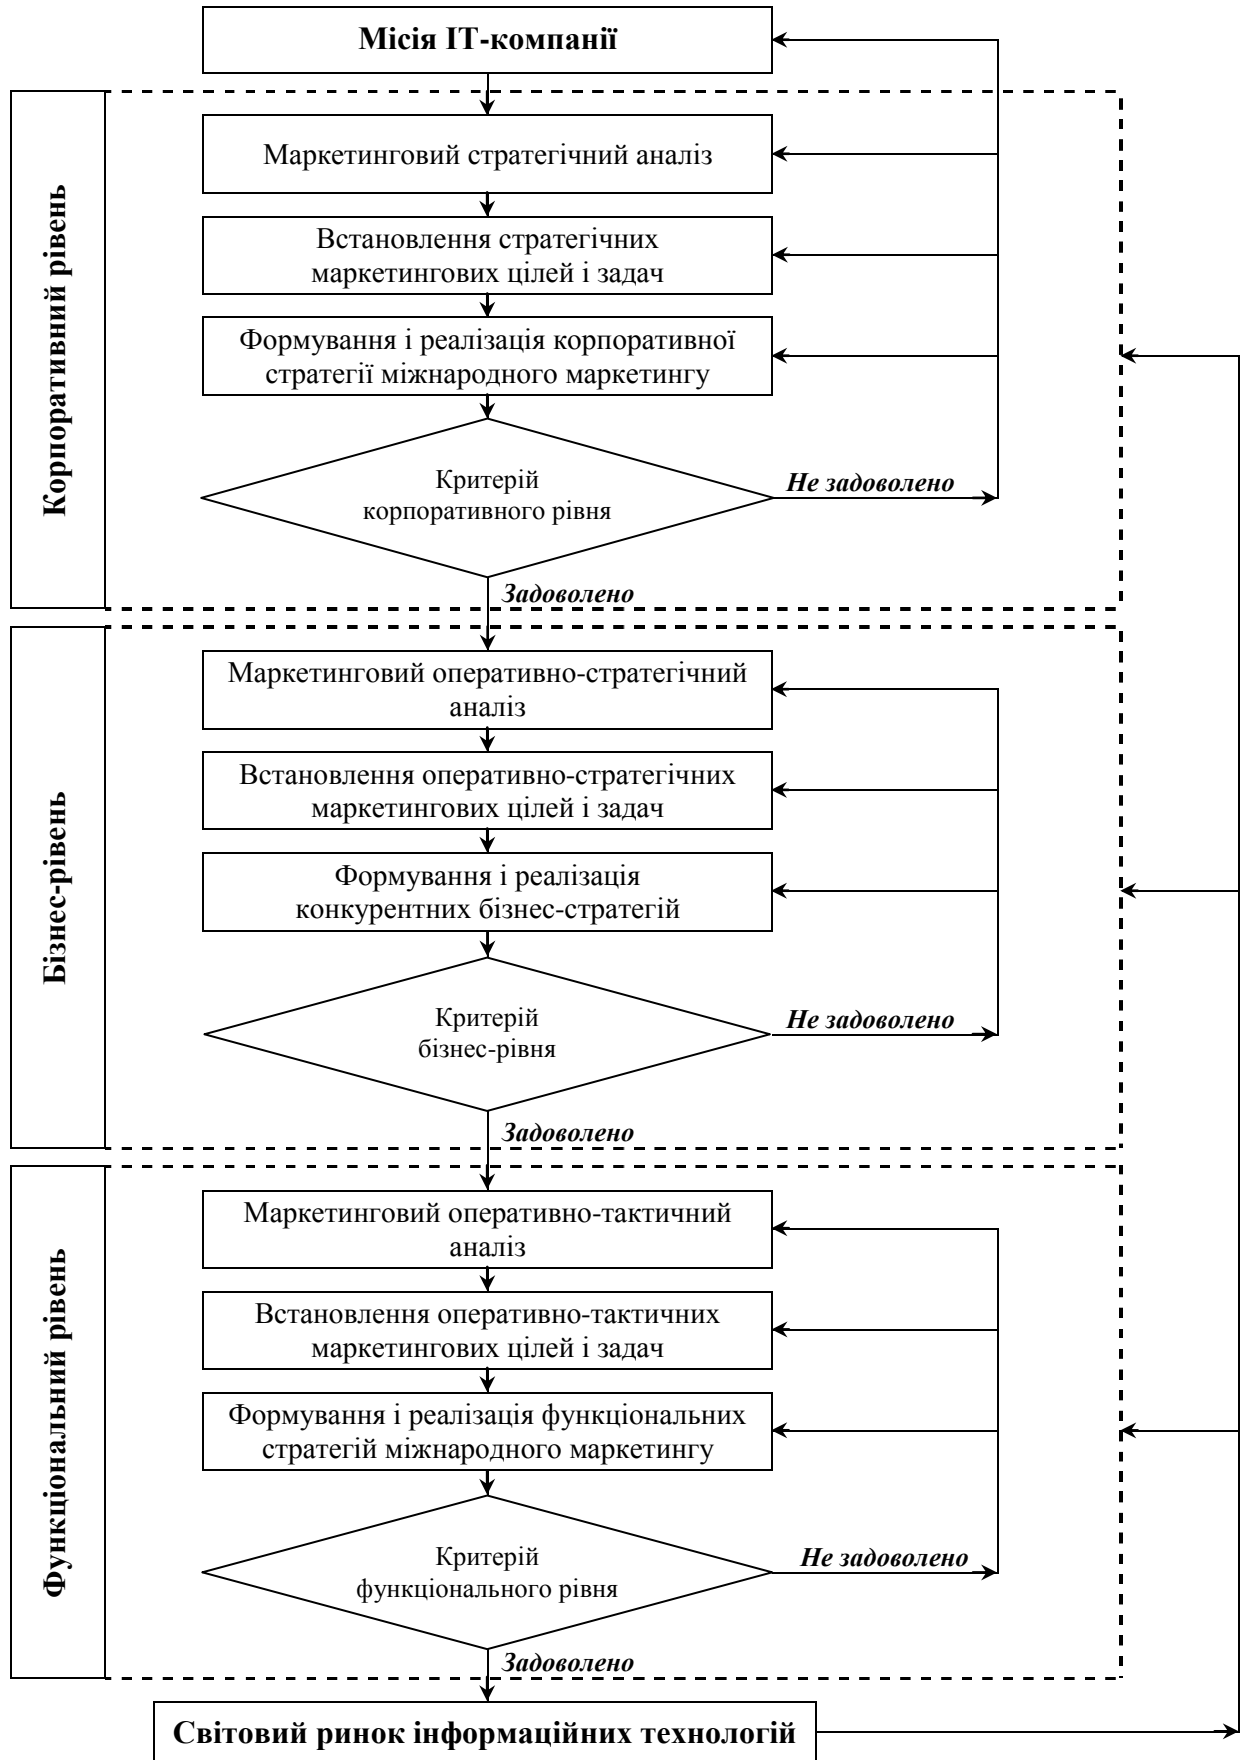 Місія ІТ-компанії
Корпоративний рівень
Маркетинговий стратегічний аналіз
Встановлення стратегічних
маркетингових цілей і задач
Формування і реалізація корпоративної
стратегії міжнародного маркетингу
Критерій
корпоративного рівня
Не задоволено
Задоволено
Бізнес-рівень
Маркетинговий оперативно-стратегічний
аналіз
Встановлення оперативно-стратегічних
маркетингових цілей і задач
Формування і реалізація
конкурентних бізнес-стратегій
Критерій
бізнес-рівня
Не задоволено
Задоволено
Функціональний рівень
Маркетинговий оперативно-тактичний
аналіз
Встановлення оперативно-тактичних
маркетингових цілей і задач
Формування і реалізація функціональних
стратегій міжнародного маркетингу
Критерій
функціонального рівня
Не задоволено
Задоволено
Світовий ринок інформаційних технологій